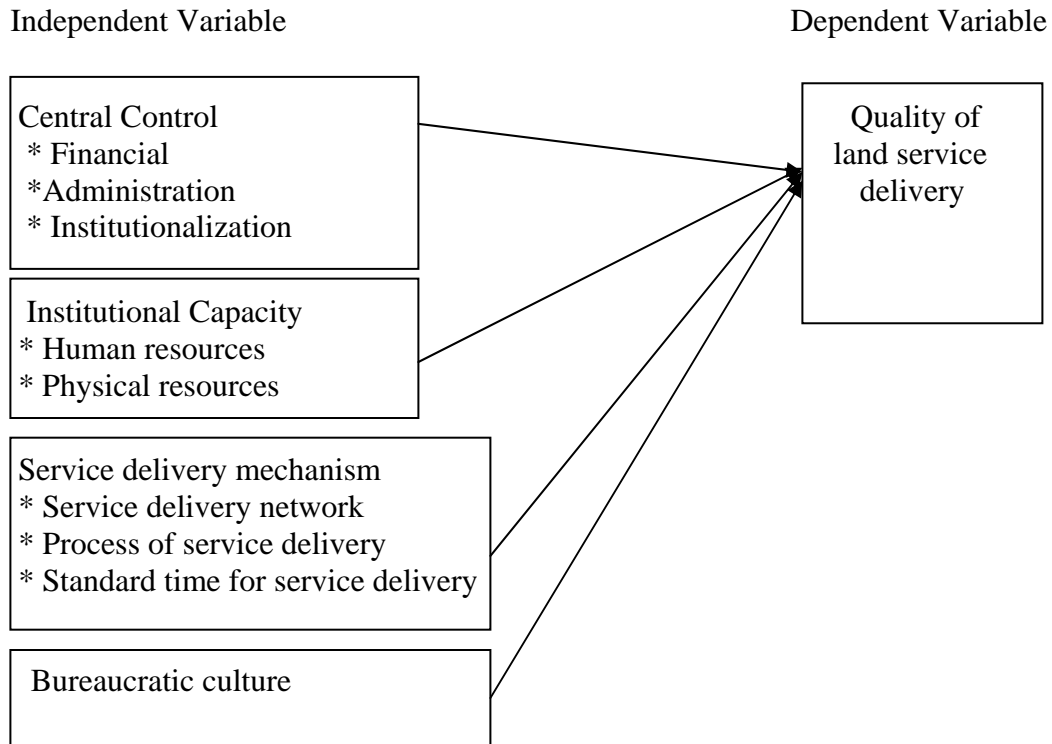 Independent Variable
Dependent Variable
Central Control
* Financial
*Administration
* Institutionalization
Institutional Capacity
* Human resources
* Physical resources
Service delivery mechanism
* Service delivery network
* Process of service delivery
* Standard time for service delivery
Bureaucratic culture
Quality of
land service
delivery